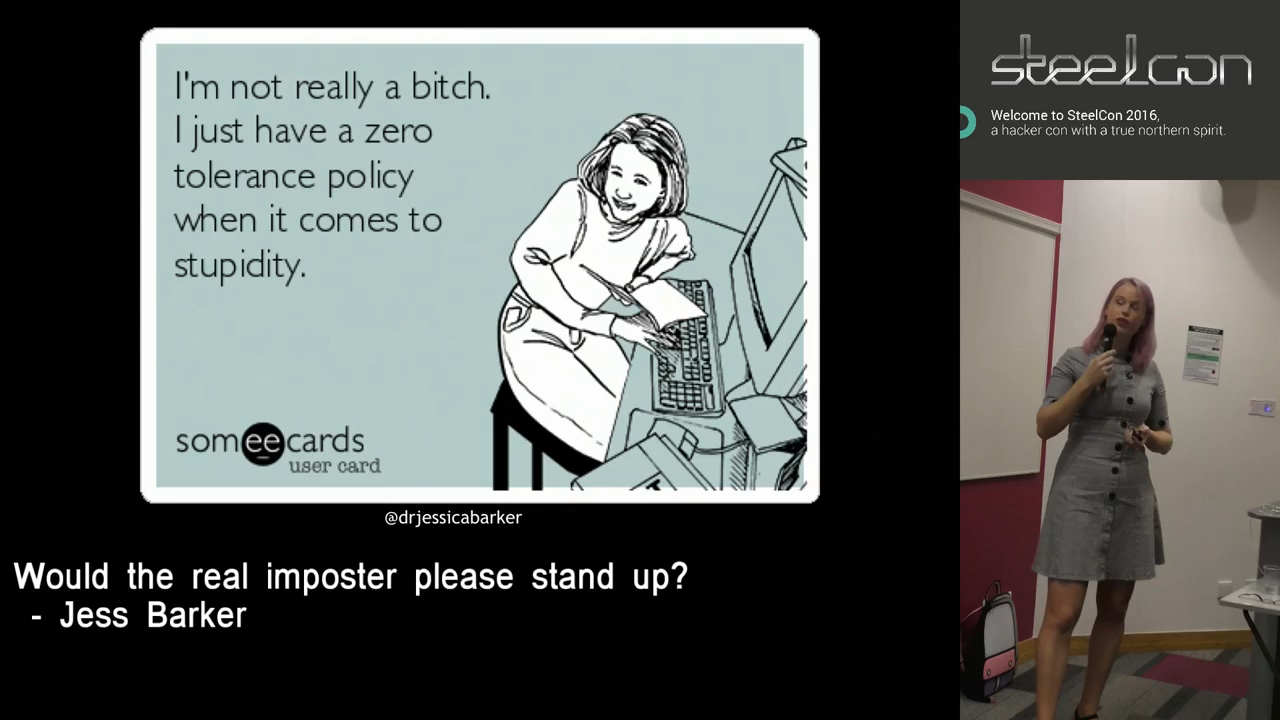 I'm not really a bitch.
I just have a zero
tolerance policy
when it comes to
stupidity.
someecards
user card
@drjessicabarker
Would the real imposter please stand up?
- Jess Barker
steelcon
Welcome to SteelCon 2016,
a hacker con with a true northern spirit.